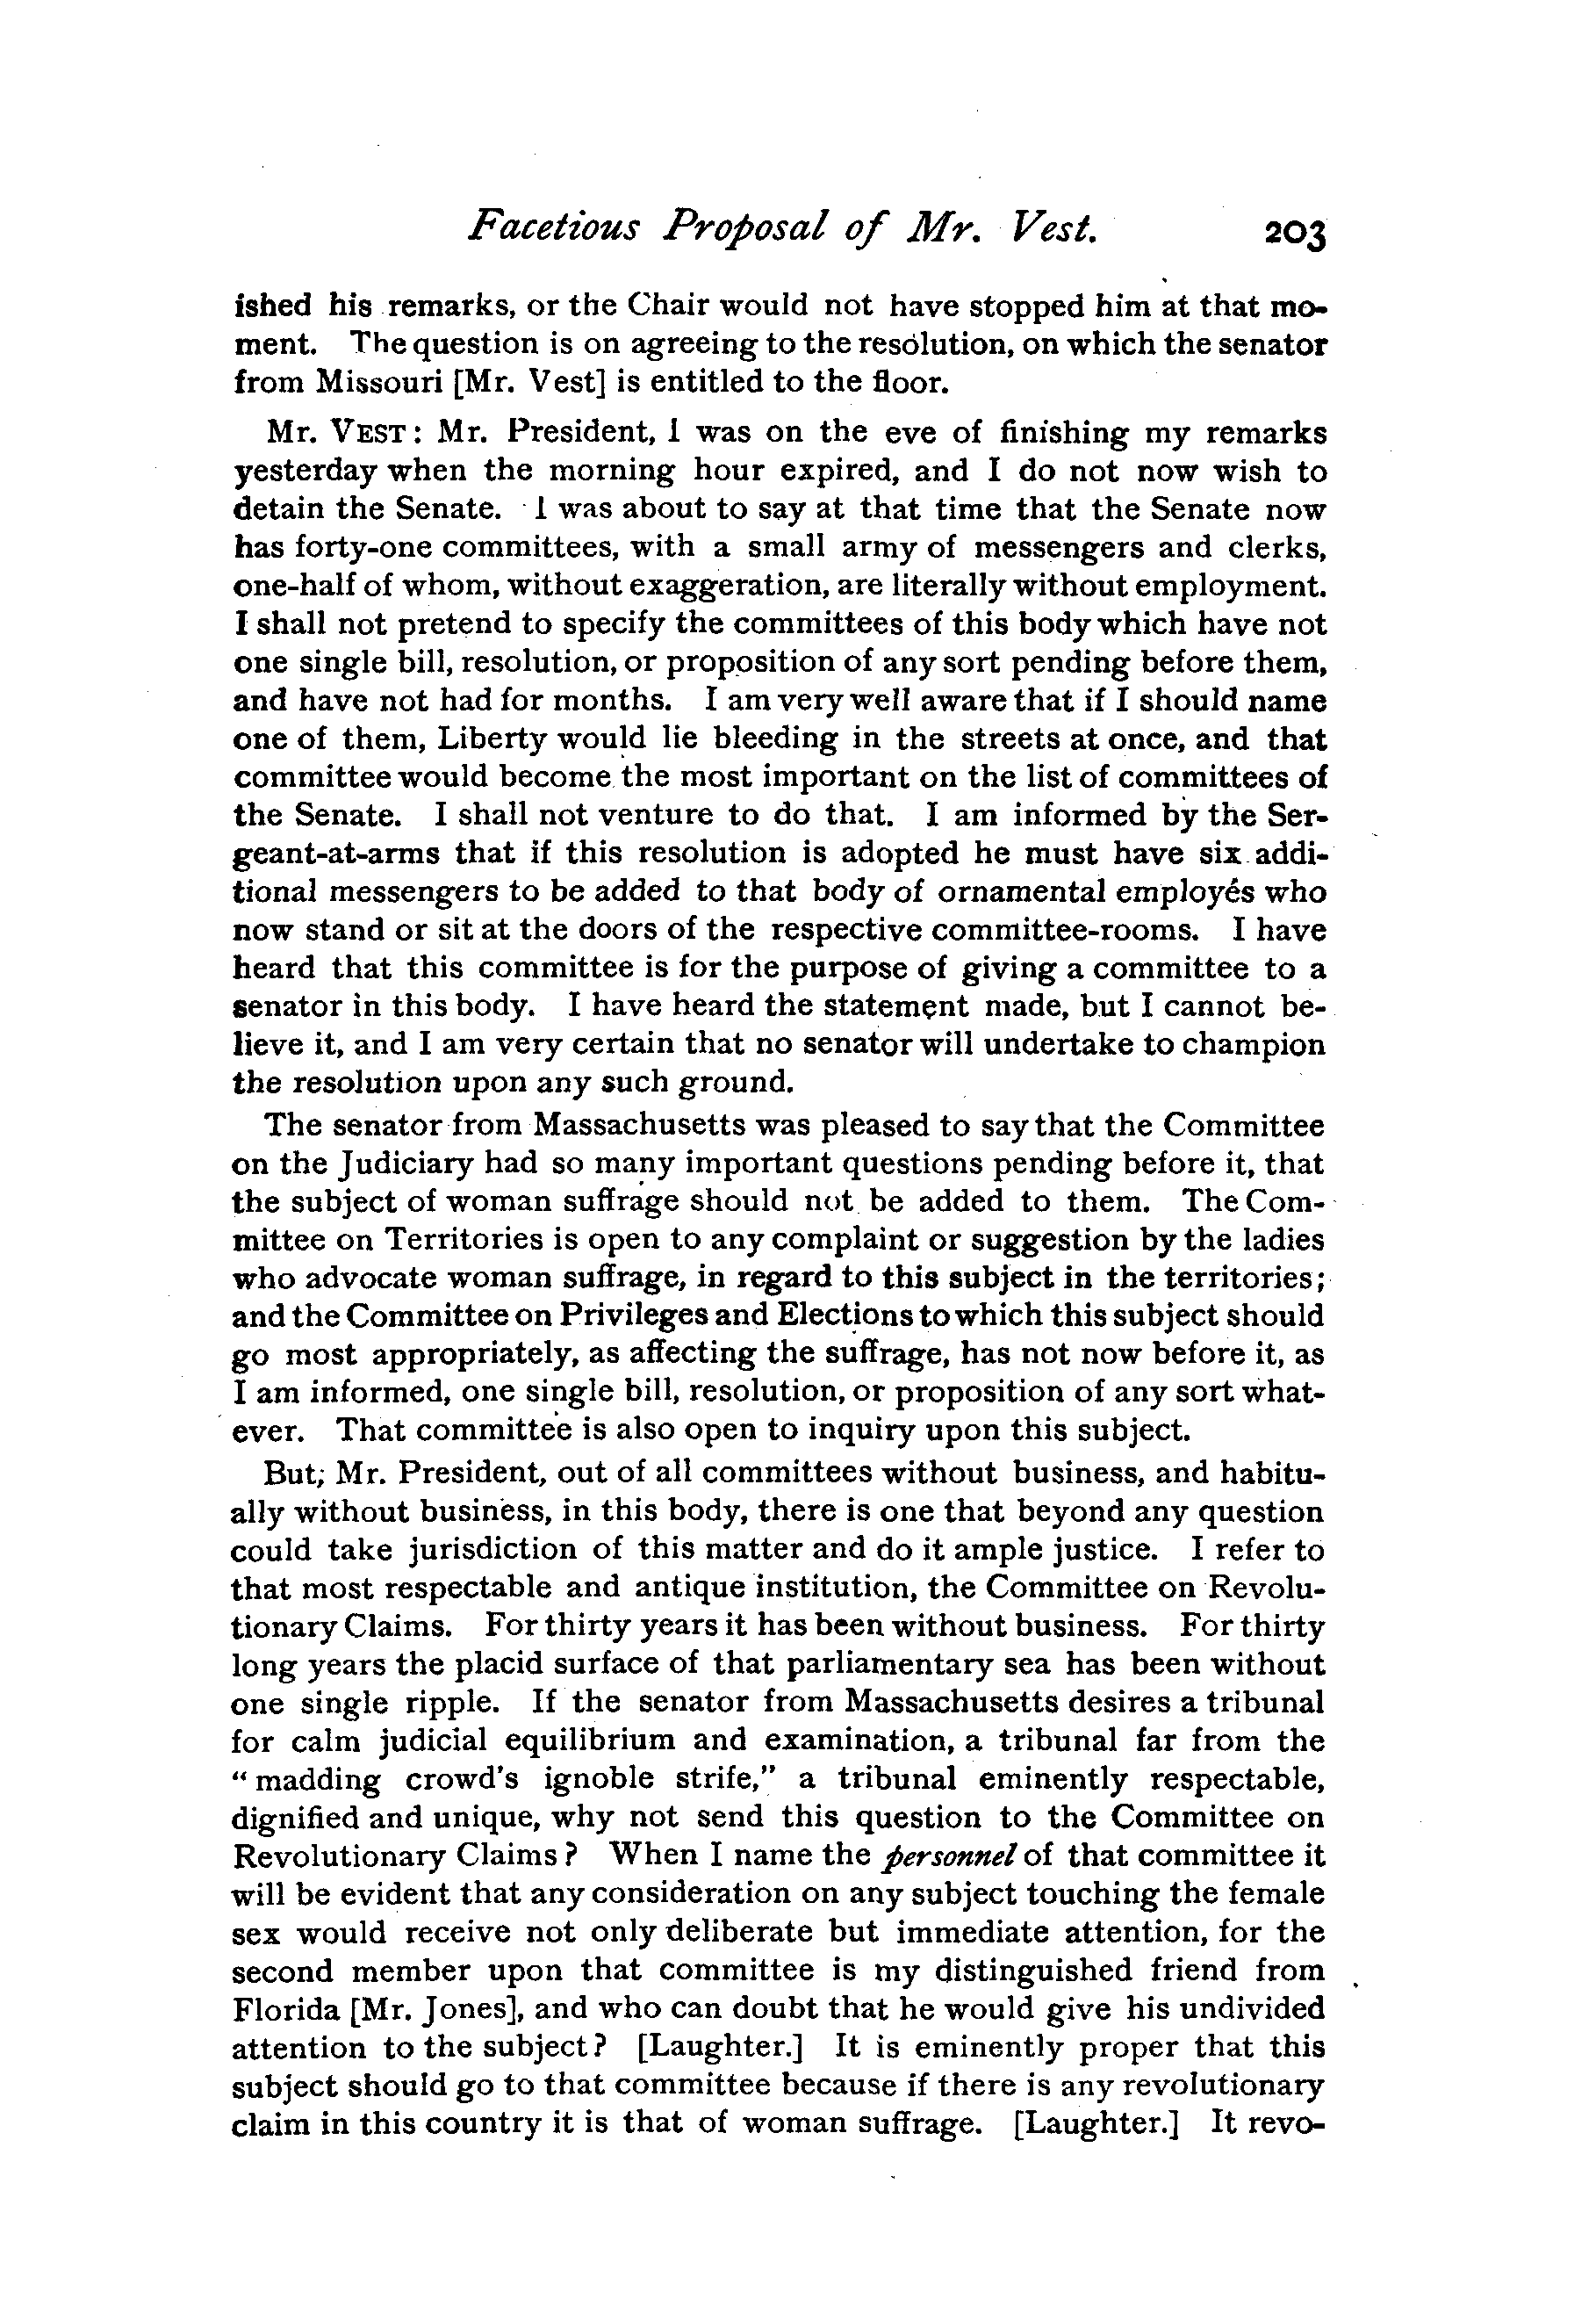 Facetious Proposal of Mr. Vest. 203
ished his remarks, or the Chair would not have stopped him at that mo-
ment. The question is on agreeing to the resolution, on which the senator
from Missouri [Mr. Vest] is entitled to the floor.
Mr. VEST: Mr. President, I was on the eve of finishing my remarks
yesterday when the morning hour expired, and I do not now wish to
detain the Senate. I was about to say at that time that the Senate now
has forty-one committees, with a small army of messengers and clerks,
one-half of whom, without exaggeration, are literally without employment.
I shall not pretend to specify the committees of this body which have not
one single bill, resolution, or proposition of any sort pending before them,
and have not had for months. I am very well aware that if I should name
one of them, Liberty would lie bleeding in the streets at once, and that
committee would become the most important on the list of committees of
the Senate. I shall not venture to do that. I am informed by the Ser-
geant-at-arms that if this resolution is adopted he must have six addi-
tional messengers to be added to that body of ornamental employés who
now stand or sit at the doors of the respective committee-rooms. I have
heard that this committee is for the purpose of giving a committee to a
senator in this body. I have heard the statement made, but I cannot be-
lieve it, and I am very certain that no senator will undertake to champion
the resolution upon any such ground.
The senator from Massachusetts was pleased to say that the Committee
on the Judiciary had so many important questions pending before it, that
the subject of woman suffrage should not be added to them. The Com-
mittee on Territories is open to any complaint or suggestion by the ladies
who advocate woman suffrage, in regard to this subject in the territories;
and the Committee on Privileges and Elections to which this subject should
go most appropriately, as affecting the suffrage, has not now before it, as
I am informed, one single bill, resolution, or proposition of any sort what-
ever. That committee is also open to inquiry upon this subject.
But; Mr. President, out of all committees without business, and habitu-
ally without business, in this body, there is one that beyond any question
could take jurisdiction of this matter and do it ample justice. I refer to
that most respectable and antique institution, the Committee on Revolu-
tionary Claims. For thirty years it has been without business. For thirty
long years the placid surface of that parliamentary sea has been without
one single ripple. If the senator from Massachusetts desires a tribunal
for calm judicial equilibrium and examination, a tribunal far from the
"madding crowd's ignoble strife," a tribunal eminently respectable,
dignified and unique, why not send this question to the Committee on
Revolutionary Claims? When I name the personnel of that committee it
will be evident that any consideration on any subject touching the female
sex would receive not only deliberate but immediate attention, for the
second member upon that committee is my distinguished friend from
Florida [Mr. Jones], and who can doubt that he would give his undivided
attention to the subject? [Laughter.] It is eminently proper that this
subject should go to that committee because if there is any revolutionary
claim in this country it is that of woman suffrage. [Laughter.] It revo-